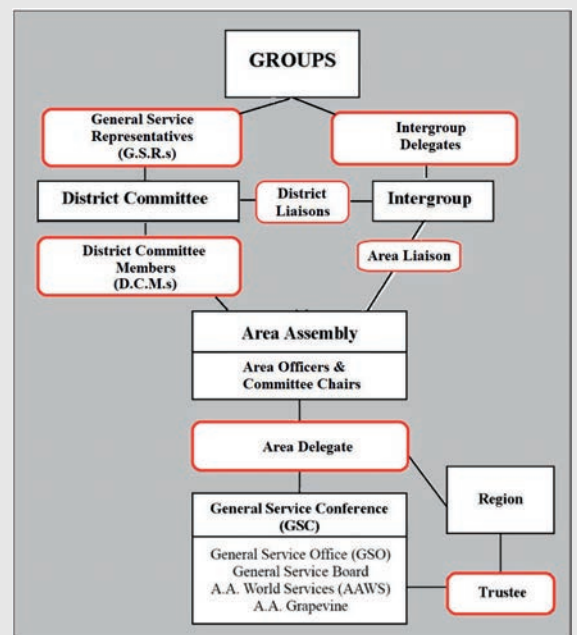 GROUPS
General Service
Representatives
(G.S.R.s)
Intergroup
Delegates
District Committee
District
Liaisons
Intergroup
District Committee
Members
(D.C.M.s)
Area Liaison
Area Assembly
Area Officers &
Committee Chairs
Area Delegate
General Service Conference
(GSC)
General Service Office (GSO)
General Service Board
A.A. World Services (AAWS)
A.A. Grapevine
Region
Trustee